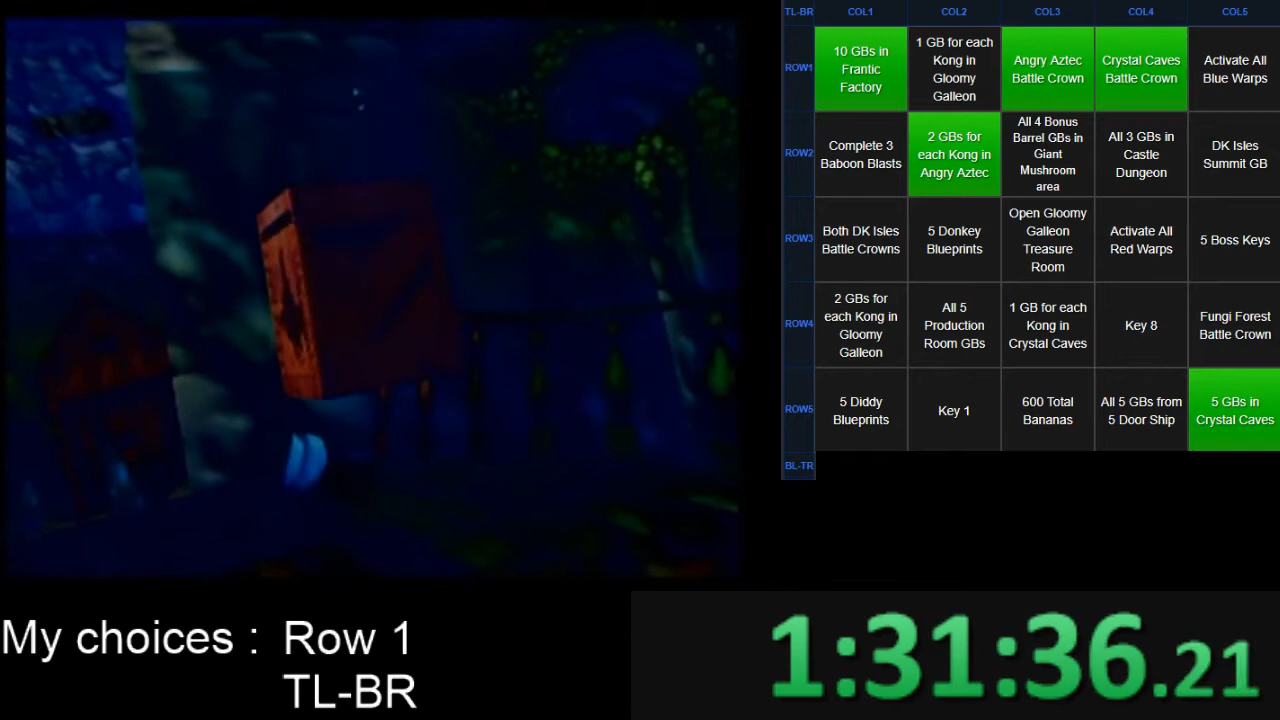 TL-BR COL1 COL2 COL3 COL4 COL5
ROW1
10 GBs in
Frantic
Factory
1 GB for each
Kong in
Gloomy
Galleon
Angry Aztec
Battle Crown
Crystal Caves
Battle Crown
Activate All
Blue Warps
ROW2
Complete 3
Baboon Blasts
2 GBs for
each Kong in
Angry Aztec
All 4 Bonus
Barrel GBs in
Giant
Mushroom
area
All 3 GBs in
Castle
Dungeon
DK Isles
Summit GB
ROW3
Both DK Isles
Battle Crowns
5 Donkey
Blueprints
Open Gloomy
Galleon
Treasure
Room
Activate All
Red Warps
5 Boss Keys
ROW4
2 GBs for
each Kong in
Gloomy
Galleon
All 5
Production
Room GBs
1 GB for each
Kong in
Crystal Caves
Key 8
Fungi Forest
Battle Crown
ROW5
5 Diddy
Blueprints
Key 1
600 Total
Bananas
All 5 GBs from
5 Door Ship
5 GBs in
Crystal Caves
BL-TR
My choices : Row 1
TL-BR
1:31:36.21